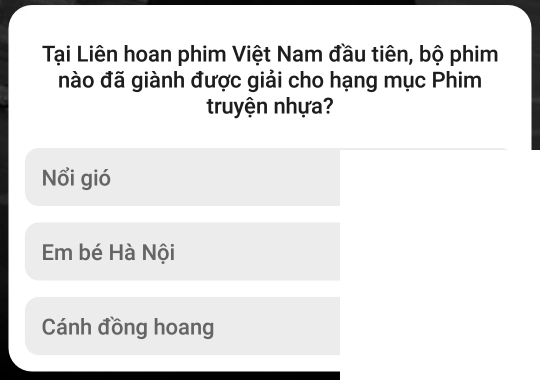 Tại Liên hoan phim Việt Nam đầu tiên, bộ phim
nào đã giành được giải cho hạng mục Phim
truyện nhựa?
Nổi gió
Em bé Hà Nội
Cánh đồng hoang